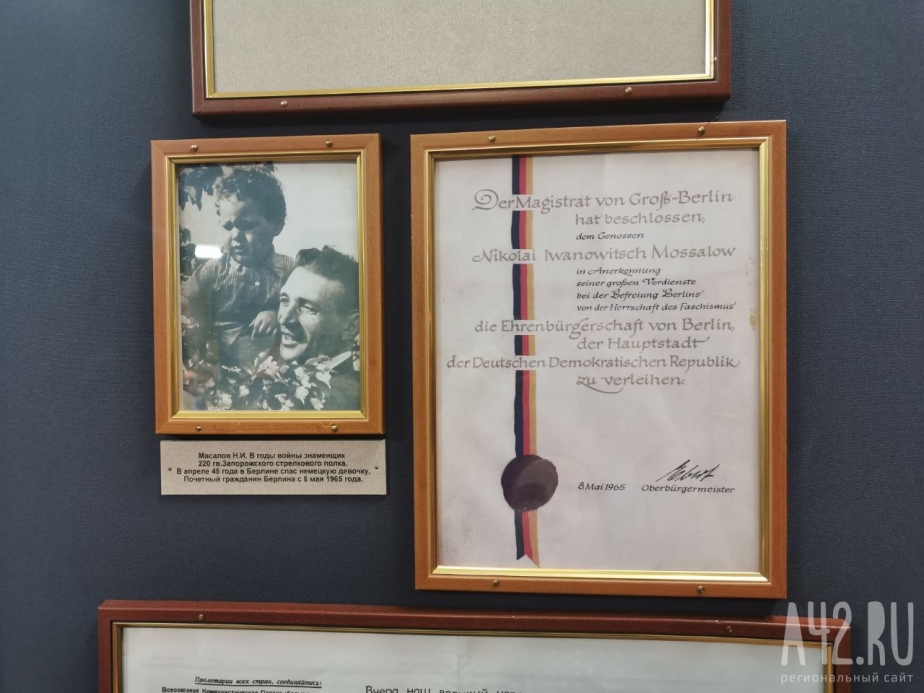 Der Magistrat von Groß-Berlin
hat beschlossen,
dem Genossen
Nikolai Iwanowitsch Mossalow
in Anerkennung
seiner großen Verdienste
bei der Befreiung Berlins
von der Herrschaft des Faschismus
die Ehrenbürgerschaft von Berlin,
der Hauptstadt
der Deutschen Demokratischen Republik
zu verleihen.
8. Mai 1965
Oberbürgermeister
Масалов Н.И. В годы войны знаменщик
220 гв.Запорожского стрелкового полка.
В апреле 45 года в Берлине спас немецкую девочку.
Почетный гражданин Берлина с 8 мая 1965 года.
Пролетарии всех стран, соединяйтесь!
Вчера наш
A42.RU
региональный сайт